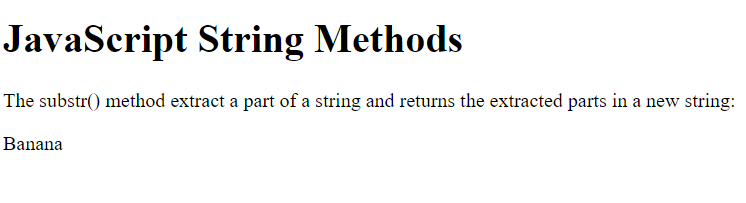 JavaScript String Methods
The substr() method extract a part of a string and returns the extracted parts in a new string:
Banana